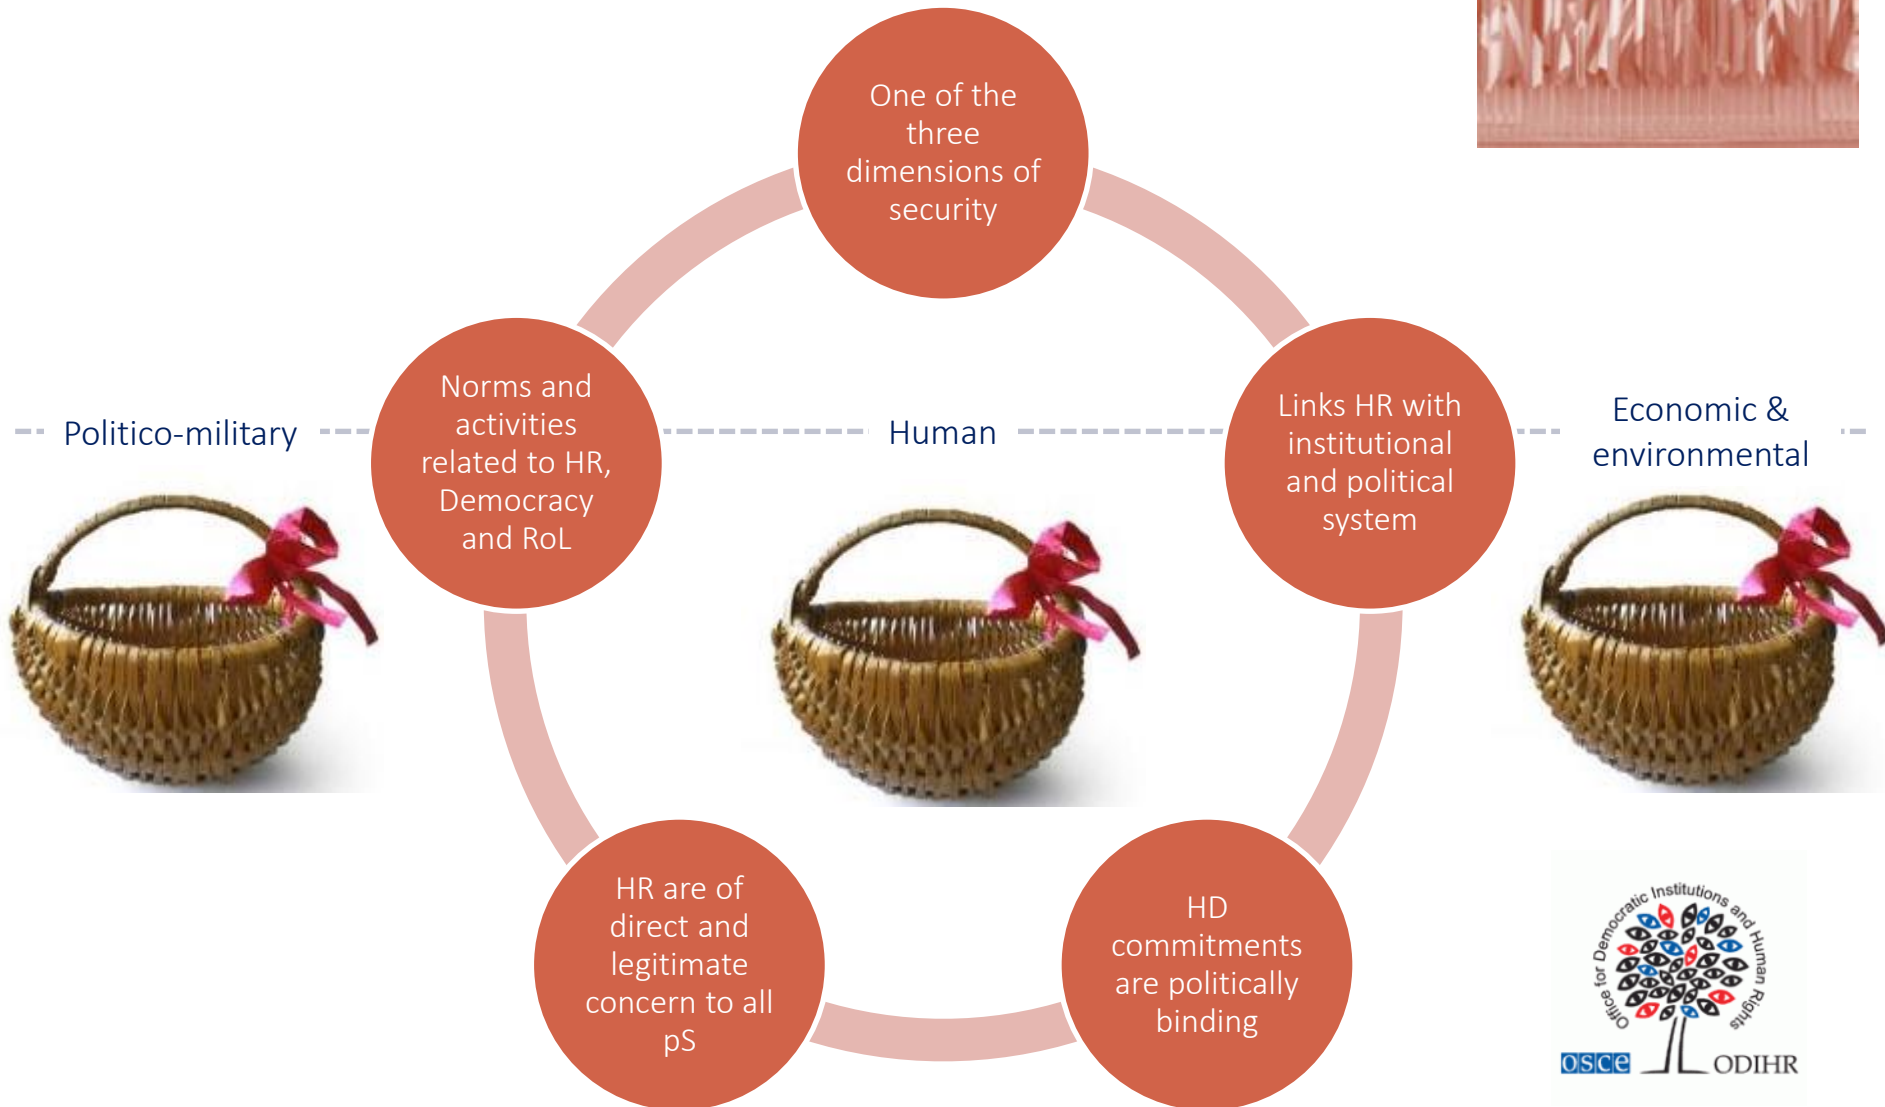 One of the
three
dimensions of
security
Norms and
activities
related to HR,
Democracy
and RoL
Links HR with
institutional
and political
system
Politico-military
Human
Economic &
environmental
HR are of
direct and
legitimate
concern to all
pS
HD
commitments
are politically
binding
Office for Democratic Institutions and Human Rights
osce
ODIHR